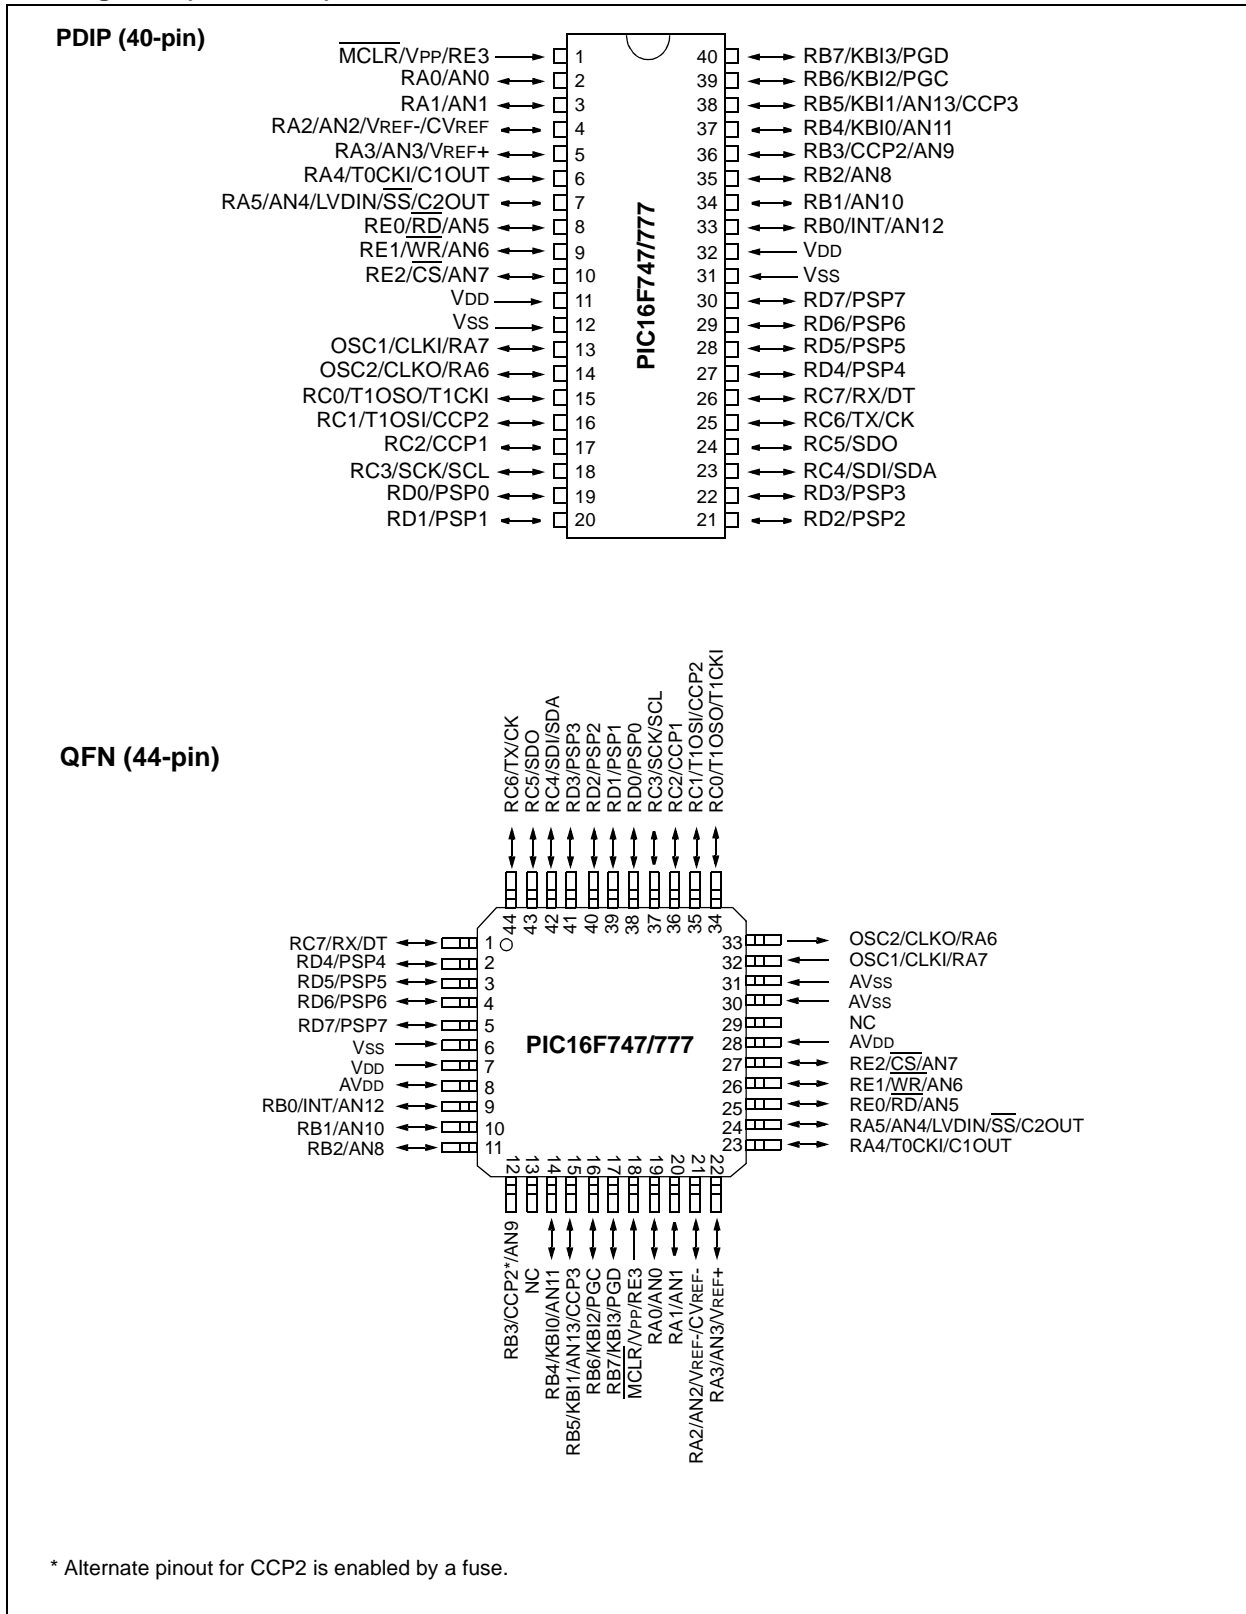 PDIP (40-pin)
MCLR/VPP/RE3 1
RA0/AN0 2
RA1/AN1 3
RA2/AN2/VREF-/CVREF 4
RA3/AN3/VREF+ 5
RA4/T0CKI/C1OUT 6
RA5/AN4/LVDIN/SS/C2OUT 7
RE0/RD/AN5 8
RE1/WR/AN6 9
RE2/CS/AN7 10
VDD 11
VSS 12
OSC1/CLKI/RA7 13
OSC2/CLKO/RA6 14
RC0/T1OSO/T1CKI 15
RC1/T1OSI/CCP2 16
RC2/CCP1 17
RC3/SCK/SCL 18
RD0/PSP0 19
RD1/PSP1 20
PIC16F747/777
40 RB7/KBI3/PGD
39 RB6/KBI2/PGC
38 RB5/KBI1/AN13/CCP3
37 RB4/KBI0/AN11
36 RB3/CCP2/AN9
35 RB2/AN8
34 RB1/AN10
33 RB0/INT/AN12
32 VDD
31 VSS
30 RD7/PSP7
29 RD6/PSP6
28 RD5/PSP5
27 RD4/PSP4
26 RC7/RX/DT
25 RC6/TX/CK
24 RC5/SDO
23 RC4/SDI/SDA
22 RD3/PSP3
21 RD2/PSP2
QFN (44-pin)
RC6/TX/CK 44
RC5/SDO 43
RC4/SDI/SDA 42
RD3/PSP3 41
RD2/PSP2 40
RD1/PSP1 39
RD0/PSP0 38
RC3/SCK/SCL 37
RC2/CCP1 36
RC1/T1OSI/CCP2 35
RC0/T1OSO/T1CKI 34
RC7/RX/DT 1
RD4/PSP4 2
RD5/PSP5 3
RD6/PSP6 4
RD7/PSP7 5
VSS 6
VDD 7
AVDD 8
RB0/INT/AN12 9
RB1/AN10 10
RB2/AN8 11
PIC16F747/777
33 OSC2/CLKO/RA6
32 OSC1/CLKI/RA7
31 AVSS
30 AVSS
29 NC
28 AVDD
27 RE2/CS/AN7
26 RE1/WR/AN6
25 RE0/RD/AN5
24 RA5/AN4/LVDIN/SS/C2OUT
23 RA4/T0CKI/C1OUT
12 RB3/CCP2*/AN9
13 NC
14 RB4/KBI0/AN11
15 RB5/KBI1/AN13/CCP3
16 RB6/KBI2/PGC
17 RB7/KBI3/PGD
18 MCLR/VPP/RE3
19 RA0/AN0
20 RA1/AN1
21 RA2/AN2/VREF-/CVREF-
22 RA3/AN3/VREF+
* Alternate pinout for CCP2 is enabled by a fuse.